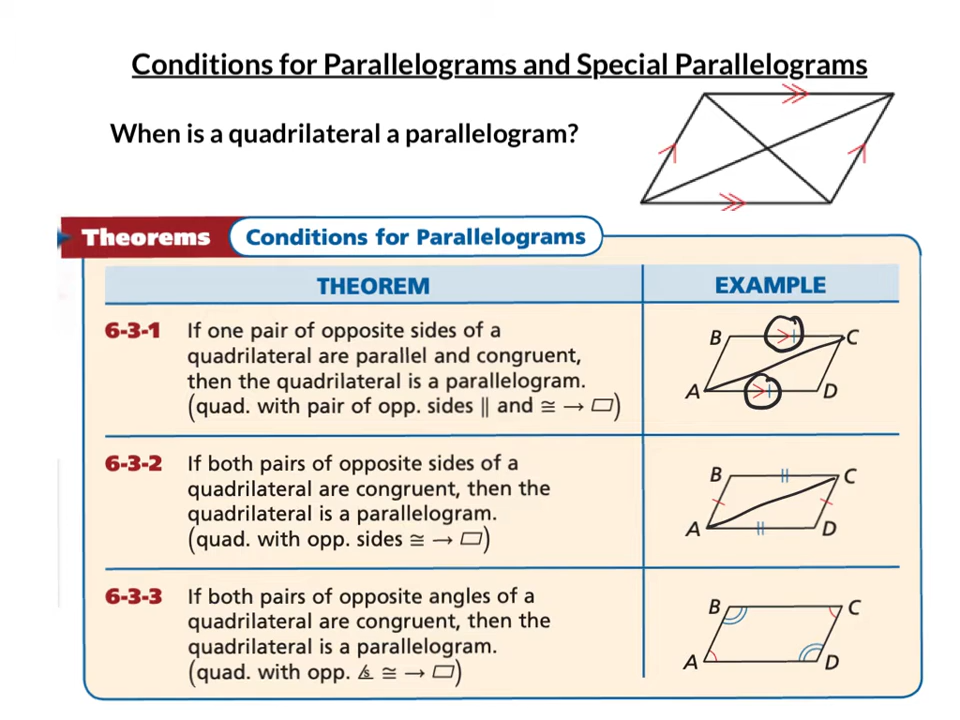 Conditions for Parallelograms and Special Parallelograms
When is a quadrilateral a parallelogram?
Theorems Conditions for Parallelograms
THEOREM EXAMPLE
6-3-1 If one pair of opposite sides of a
quadrilateral are parallel and congruent,
then the quadrilateral is a parallelogram.
(quad. with pair of opp. sides ∥ and ≅ → ▱)
B C
A D
6-3-2 If both pairs of opposite sides of a
quadrilateral are congruent, then the
quadrilateral is a parallelogram.
(quad. with opp. sides ≅ → ▱)
B C
A D
6-3-3 If both pairs of opposite angles of a
quadrilateral are congruent, then the
quadrilateral is a parallelogram.
(quad. with opp. ∠s ≅ → ▱)
B C
A D